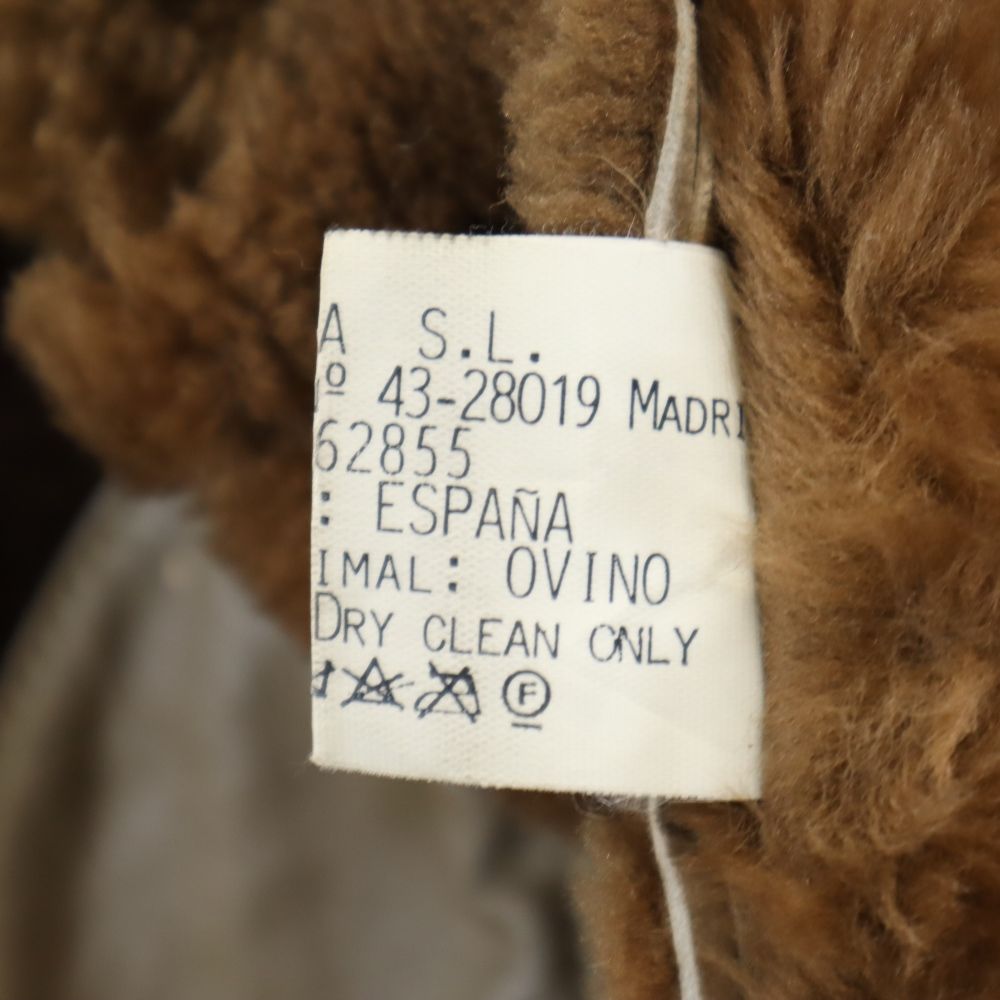 A S.L.
º 43-28019 MADRI
62855
: ESPAÑA
IMAL: OVINO
DRY CLEAN ONLY
F